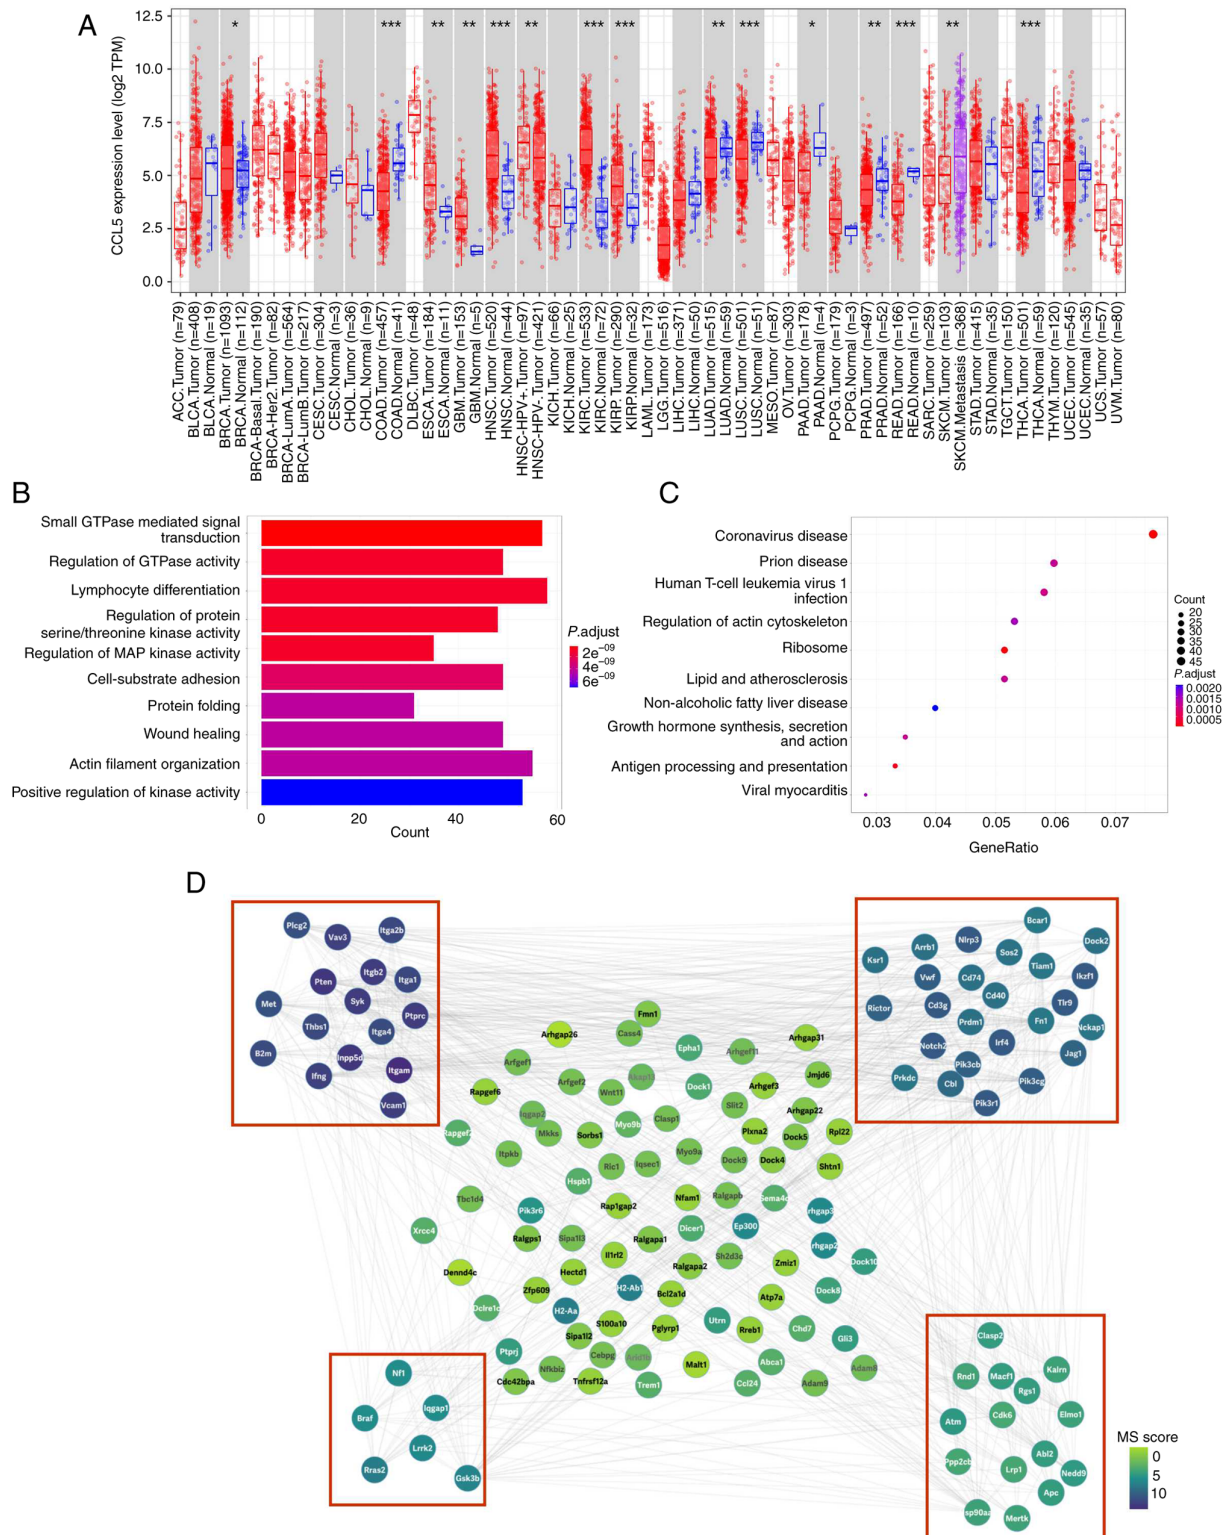 A
CCL5 expression level (log2 TPM)
12.5
10.0
7.5
5.0
2.5
0.0
* *** ** ** *** ** *** *** ** *** * ** *** ** ***
ACC.Tumor (n=79)
BLCA.Tumor (n=408)
BLCA.Normal (n=19)
BRCA.Tumor (n=1093)
BRCA.Normal (n=112)
BRCA-Basal.Tumor (n=190)
BRCA-Her2.Tumor (n=82)
BRCA-LumA.Tumor (n=564)
BRCA-LumB.Tumor (n=217)
CESC.Tumor (n=304)
CESC.Normal (n=3)
CHOL.Tumor (n=36)
CHOL.Normal (n=9)
COAD.Tumor (n=457)
COAD.Normal (n=41)
DLBC.Tumor (n=48)
ESCA.Tumor (n=184)
ESCA.Normal (n=11)
GBM.Tumor (n=153)
GBM.Normal (n=5)
HNSC.Tumor (n=520)
HNSC.Normal (n=44)
HNSC-HPV+.Tumor (n=97)
HNSC-HPV-.Tumor (n=421)
KICH.Tumor (n=66)
KICH.Normal (n=25)
KIRC.Tumor (n=533)
KIRC.Normal (n=72)
KIRP.Tumor (n=290)
KIRP.Normal (n=32)
LAML.Tumor (n=173)
LGG.Tumor (n=516)
LIHC.Tumor (n=371)
LIHC.Normal (n=50)
LUAD.Tumor (n=515)
LUAD.Normal (n=59)
LUSC.Tumor (n=501)
LUSC.Normal (n=51)
MESO.Tumor (n=87)
OV.Tumor (n=303)
PAAD.Tumor (n=178)
PAAD.Normal (n=4)
PCPG.Tumor (n=179)
PCPG.Normal (n=3)
PRAD.Tumor (n=497)
PRAD.Normal (n=52)
READ.Tumor (n=166)
READ.Normal (n=10)
SARC.Tumor (n=259)
SKCM.Tumor (n=103)
SKCM.Metastasis (n=368)
STAD.Tumor (n=415)
STAD.Normal (n=35)
TGCT.Tumor (n=150)
THCA.Tumor (n=501)
THCA.Normal (n=59)
THYM.Tumor (n=120)
UCEC.Tumor (n=545)
UCEC.Normal (n=35)
UCS.Tumor (n=57)
UVM.Tumor (n=80)
B
Small GTPase mediated signal
transduction
Regulation of GTPase activity
Lymphocyte differentiation
Regulation of protein
serine/threonine kinase activity
Regulation of MAP kinase activity
Cell-substrate adhesion
Protein folding
Wound healing
Actin filament organization
Positive regulation of kinase activity
0 20 40 60
Count
P.adjust
2e-09
4e-09
6e-09
C
Coronavirus disease
Prion disease
Human T-cell leukemia virus 1
infection
Regulation of actin cytoskeleton
Ribosome
Lipid and atherosclerosis
Non-alcoholic fatty liver disease
Growth hormone synthesis, secretion
and action
Antigen processing and presentation
Viral myocarditis
0.03 0.04 0.05 0.06 0.07
GeneRatio
Count
20
25
30
35
40
45
P.adjust
0.0020
0.0015
0.0010
0.0005
D
Plcg2
Vav3
Itga2b
Pten
Itgb2
Itga1
Met
Syk
Ptprc
Thbs1
Itga4
B2m
Inpp5d
Ifng
Itgam
Vcam1
Bcar1
Ksr1
Arrb1
Nlrp3
Sos2
Dock2
Tiam1
Vwf
Cd74
Ikzf1
Rictor
Cd3g
Cd40
Tlr9
Prdm1
Fn1
Nckap1
Notch2
Irf4
Jag1
Prkdc
Pik3cb
Cbl
Pik3cg
Pik3r1
Fmn1
Arhgap26
Cass4
Arhgap31
Epha1
Arhgef11
Arfgef1
Arfgef2
Jmjd6
Rapgef6
Wnt11
Dock1
Arhgef3
Slit2
Arhgap22
Iqgap2
Mkks
Sorbs1
Myo9b
Clasp1
Plxna2
Dock5
Rpl22
Rapgef2
Itpkb
Ric1
Iqsec1
Myo9a
Dock9
Dock4
Shtn1
Hspb1
Tbc1d4
Rap1gap2
Nfam1
Ralgapb
Sema4d
Pik3r6
rhgap3
Xrcc4
Ralgps1
Sipa1l3
Ralgapa1
Dicer1
Ep300
rhgap2
Il1rl2
Sh2d3c
Dock10
Dennd4c
Hectd1
Ralgapa2
Zmiz1
Zfp609
H2-Ab1
Bcl2a1d
Atp7a
Dock8
Dclre1c
H2-Aa
S100a10
Pglyrp1
Utrn
Rreb1
Chd7
Gli3
Sipa1l2
Ptprj
Nfkbiz
Cebpg
Malt1
Abca1
Adam8
Cdc42bpa
Tnfrsf12a
Trem1
Ccl24
Adam9
Nf1
Braf
Iqgap1
Lrrk2
Rras2
Gsk3b
Clasp2
Rnd1
Macf1
Kalrn
Rgs1
Atm
Cdk6
Elmo1
Ppp2cb
Lrp1
Abl2
Nedd9
Apc
sp90aa
Mertk
MS score
0
5
10